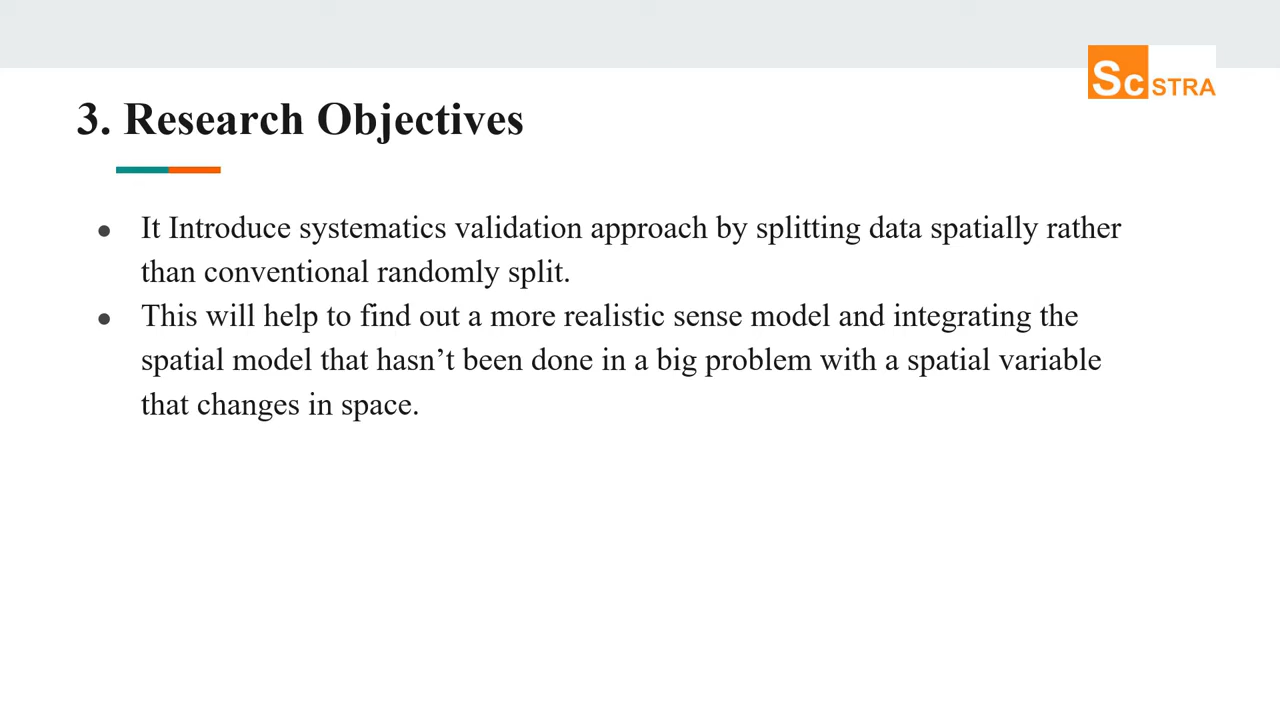 Sc STRA
3. Research Objectives
● It Introduce systematics validation approach by splitting data spatially rather
than conventional randomly split.
● This will help to find out a more realistic sense model and integrating the
spatial model that hasn’t been done in a big problem with a spatial variable
that changes in space.